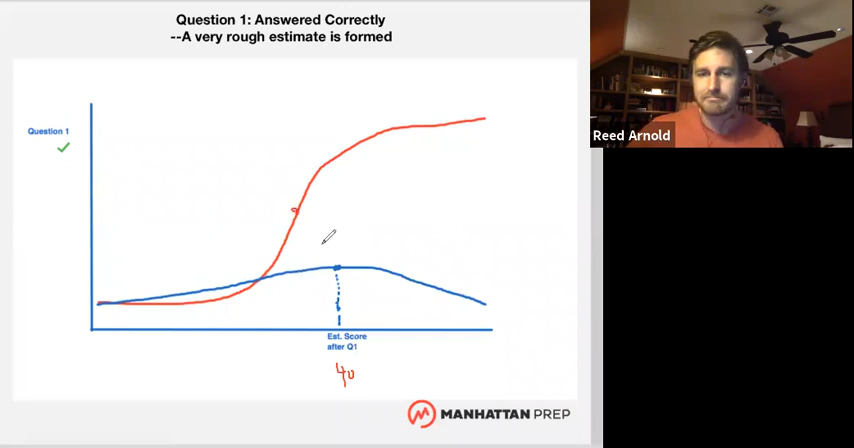 Question 1: Answered Correctly
--A very rough estimate is formed
Question 1
Est. Score
after Q1
40
MANHATTAN PREP
Reed Arnold